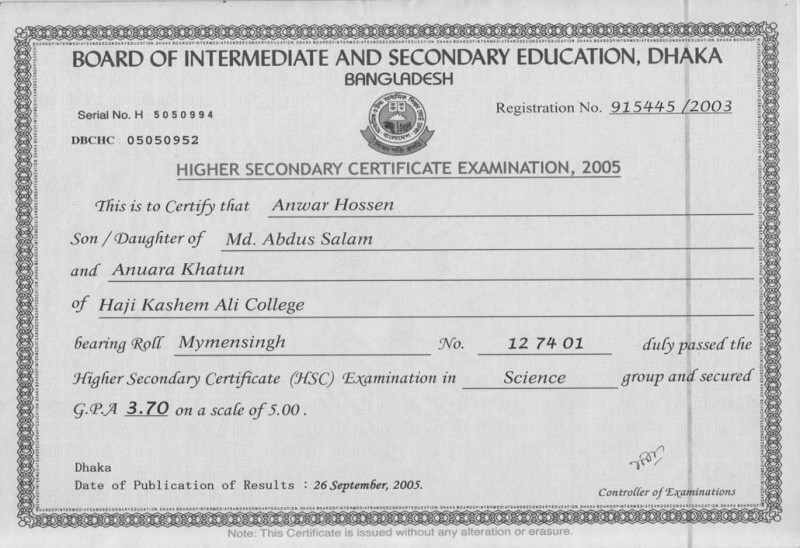 BOARD OF INTERMEDIATE AND SECONDARY EDUCATION, DHAKA
BANGLADESH
Serial No. H 5050994
Registration No. 915445 /2003
DBCHC 05050952
HIGHER SECONDARY CERTIFICATE EXAMINATION, 2005
This is to Certify that Anwar Hossen
Son / Daughter of Md. Abdus Salam
and Anuara Khatun
of Haji Kashem Ali College
bearing Roll Mymensingh No. 12 74 01 duly passed the
Higher Secondary Certificate (HSC) Examination in Science group and secured
G.P.A 3.70 on a scale of 5.00 .
Dhaka
Date of Publication of Results : 26 September, 2005.
Controller of Examinations
Note: This Certificate is issued without any alteration or erasure.